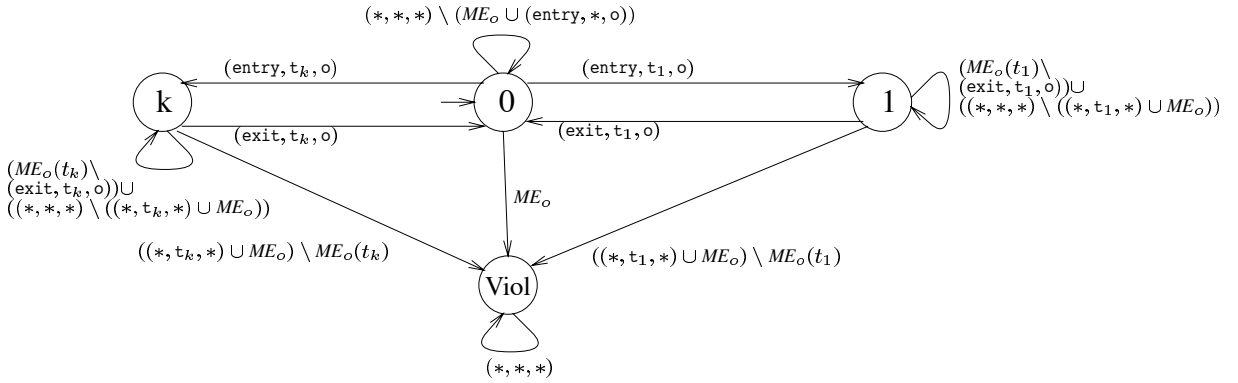 (∗, ∗, ∗) \ (ME_o ∪ (entry, ∗, o))
(entry, t_k, o)
(entry, t_1, o)
k
0
1
(ME_o(t_1)\
(exit, t_1, o))∪
((∗, ∗, ∗) \ ((∗, t_1, ∗) ∪ ME_o))
(exit, t_k, o)
(exit, t_1, o)
(ME_o(t_k)\
(exit, t_k, o))∪
((∗, ∗, ∗) \ ((∗, t_k, ∗) ∪ ME_o))
ME_o
((∗, t_k, ∗) ∪ ME_o) \ ME_o(t_k)
((∗, t_1, ∗) ∪ ME_o) \ ME_o(t_1)
Viol
(∗, ∗, ∗)